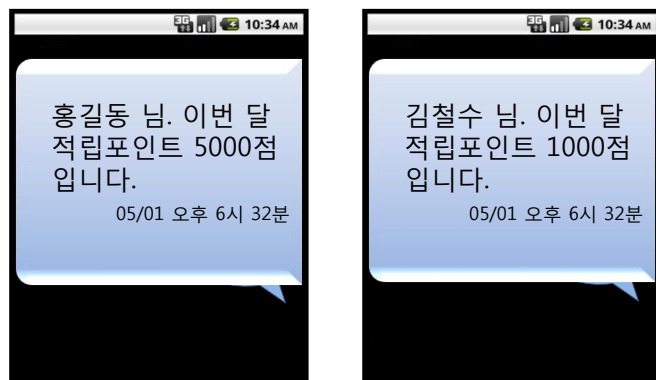 3G 10:34 AM
홍길동 님. 이번 달
적립포인트 5000점
입니다.
05/01 오후 6시 32분
3G 10:34 AM
김철수 님. 이번 달
적립포인트 1000점
입니다.
05/01 오후 6시 32분